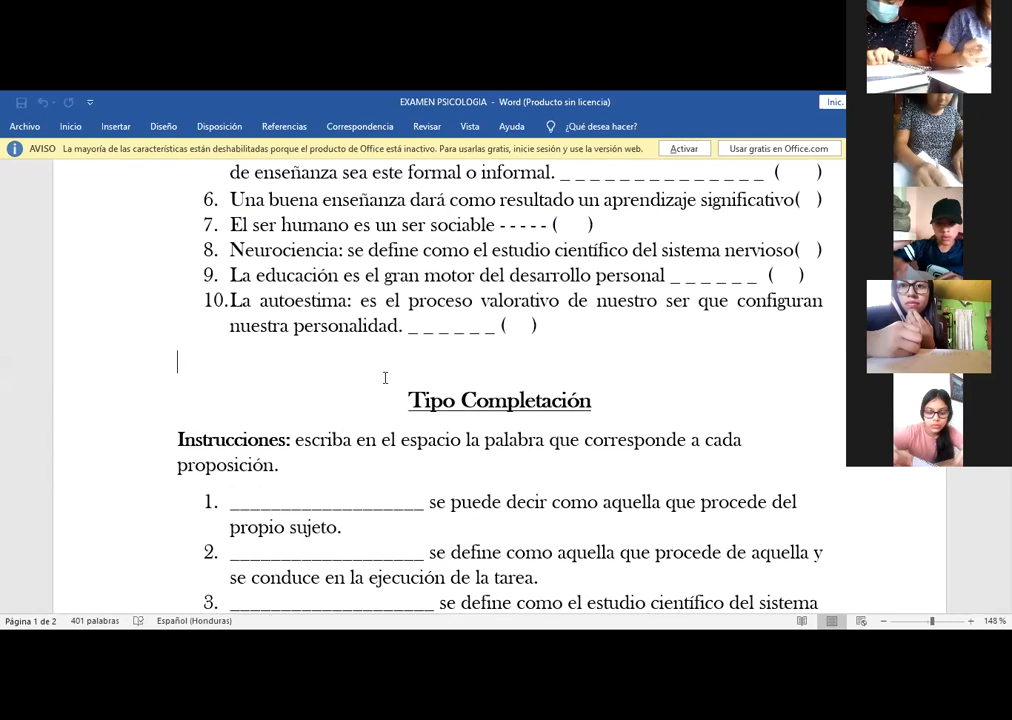 EXAMEN PSICOLOGIA - Word (Producto sin licencia)
Inic.
Archivo Inicio Insertar Diseño Disposición Referencias Correspondencia Revisar Vista Ayuda ¿Qué desea hacer?
AVISO La mayoría de las características están deshabilitadas porque el producto de Office está inactivo. Para usarlas gratis, inicie sesión y use la versión web. Activar Usar gratis en Office.com
de enseñanza sea este formal o informal. _ _ _ _ _ _ _ _ _ _ _ _ _ _ ( )
6. Una buena enseñanza dará como resultado un aprendizaje significativo( )
7. El ser humano es un ser sociable - - - - - ( )
8. Neurociencia: se define como el estudio científico del sistema nervioso( )
9. La educación es el gran motor del desarrollo personal _ _ _ _ _ _ ( )
10. La autoestima: es el proceso valorativo de nuestro ser que configuran
nuestra personalidad. _ _ _ _ _ _ ( )
Tipo Completación
Instrucciones: escriba en el espacio la palabra que corresponde a cada
proposición.
1. ___________________ se puede decir como aquella que procede del
propio sujeto.
2. ___________________ se define como aquella que procede de aquella y
se conduce en la ejecución de la tarea.
3. ____________________ se define como el estudio científico del sistema
Página 1 de 2 401 palabras Español (Honduras) 148 %